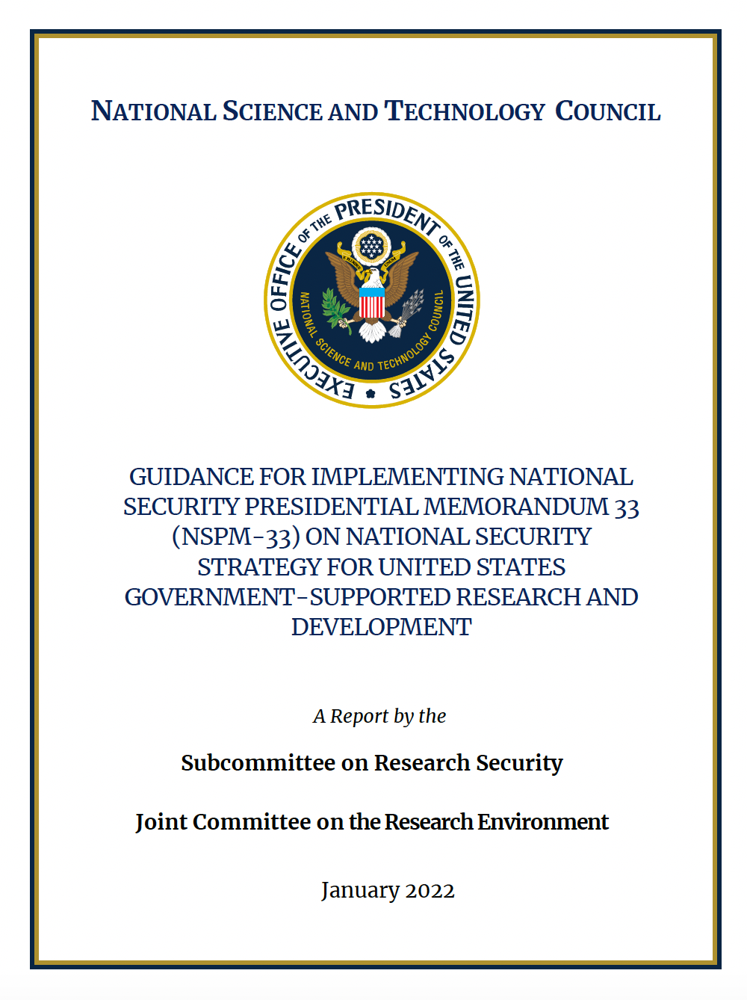 NATIONAL SCIENCE AND TECHNOLOGY COUNCIL
EXECUTIVE OFFICE OF THE PRESIDENT OF THE UNITED STATES
E PLURIBUS UNUM
NATIONAL SCIENCE AND TECHNOLOGY COUNCIL
GUIDANCE FOR IMPLEMENTING NATIONAL
SECURITY PRESIDENTIAL MEMORANDUM 33
(NSPM-33) ON NATIONAL SECURITY
STRATEGY FOR UNITED STATES
GOVERNMENT-SUPPORTED RESEARCH AND
DEVELOPMENT
A Report by the
Subcommittee on Research Security
Joint Committee on the Research Environment
January 2022